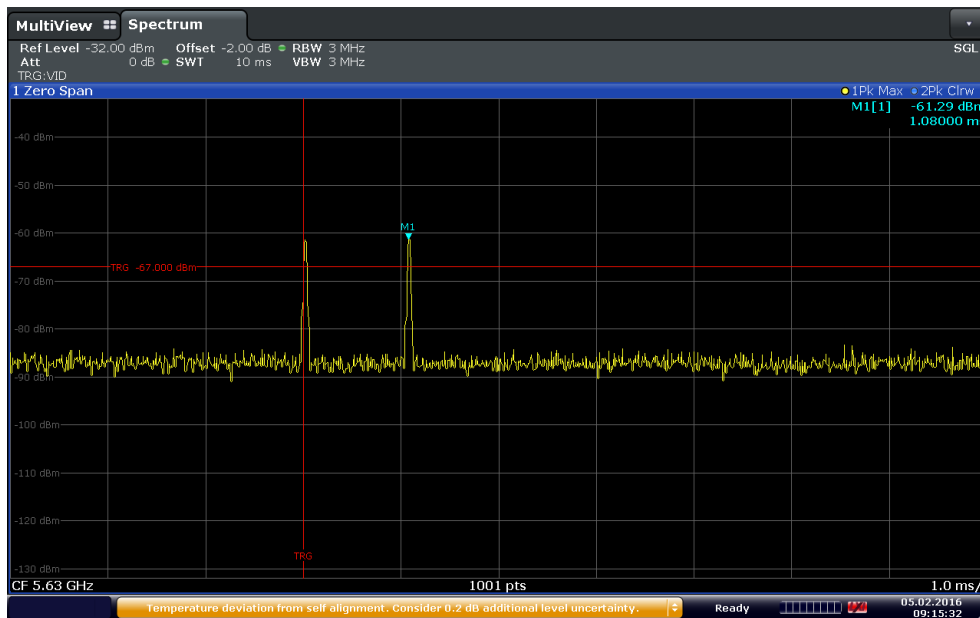 MultiView Spectrum
Ref Level -32.00 dBm Offset -2.00 dB RBW 3 MHz SGL
Att 0 dB SWT 10 ms VBW 3 MHz
TRG:VID
1 Zero Span 1Pk Max 2Pk Clrw
M1[1] -61.29 dBm
1.08000 m
-40 dBm
-50 dBm
-60 dBm
M1
TRG -67.000 dBm
-70 dBm
-80 dBm
-90 dBm
-100 dBm
-110 dBm
-120 dBm
TRG
-130 dBm
CF 5.63 GHz 1001 pts 1.0 ms/
Temperature deviation from self alignment. Consider 0.2 dB additional level uncertainty. Ready 05.02.2016
09:15:32